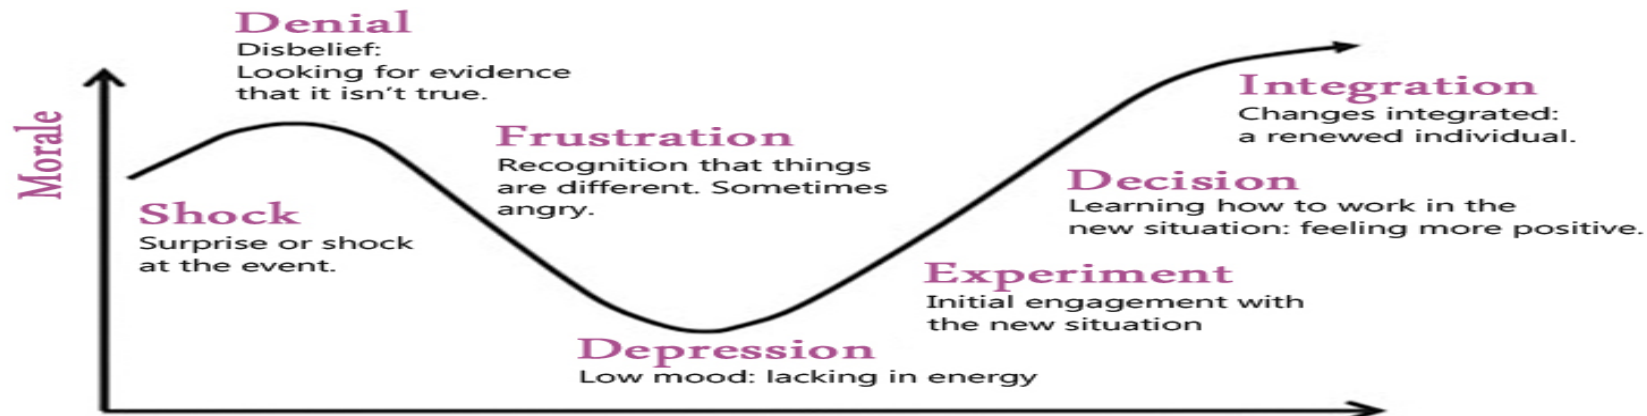 Morale
Shock
Surprise or shock
at the event.
Denial
Disbelief:
Looking for evidence
that it isn't true.
Frustration
Recognition that things
are different. Sometimes
angry.
Depression
Low mood: lacking in energy
Experiment
Initial engagement with
the new situation
Decision
Learning how to work in the
new situation: feeling more positive.
Integration
Changes integrated:
a renewed individual.